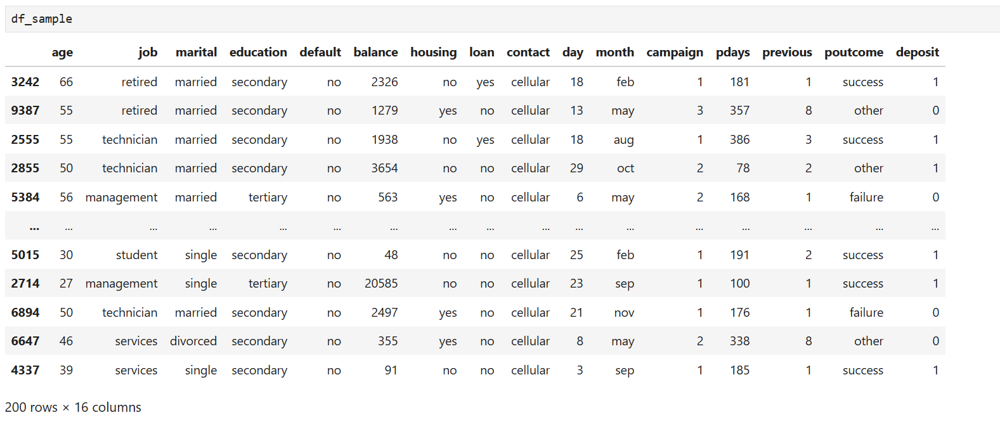 df_sample
age job marital education default balance housing loan contact day month campaign pdays previous poutcome deposit
3242 66 retired married secondary no 2326 no yes cellular 18 feb 1 181 1 success 1
9387 55 retired married secondary no 1279 yes no cellular 13 may 3 357 8 other 0
2555 55 technician married secondary no 1938 no yes cellular 18 aug 1 386 3 success 1
2855 50 technician married secondary no 3654 no no cellular 29 oct 2 78 2 other 1
5384 56 management married tertiary no 563 yes no cellular 6 may 2 168 1 failure 0
... ... ... ... ... ... ... ... ... ... ... ... ... ... ... ... ...
5015 30 student single secondary no 48 no no cellular 25 feb 1 191 2 success 1
2714 27 management single tertiary no 20585 no no cellular 23 sep 1 100 1 success 1
6894 50 technician married secondary no 2497 yes no cellular 21 nov 1 176 1 failure 0
6647 46 services divorced secondary no 355 yes no cellular 8 may 2 338 8 other 0
4337 39 services single secondary no 91 no no cellular 3 sep 1 185 1 success 1
200 rows × 16 columns